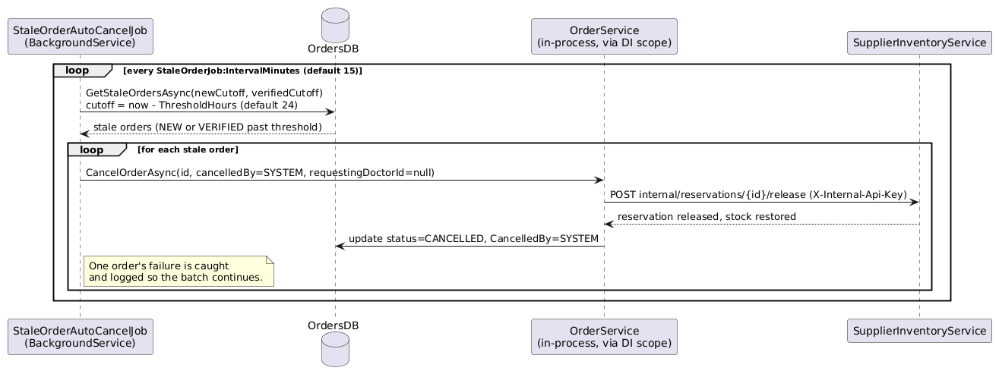 StaleOrderAutoCancelJob
(BackgroundService)
OrdersDB
OrderService
(in-process, via DI scope)
SupplierInventoryService
loop
[every StaleOrderJob:IntervalMinutes (default 15)]
GetStaleOrdersAsync(newCutoff, verifiedCutoff)
cutoff = now - ThresholdHours (default 24)
stale orders (NEW or VERIFIED past threshold)
loop
[for each stale order]
CancelOrderAsync(id, cancelledBy=SYSTEM, requestingDoctorId=null)
POST internal/reservations/{id}/release (X-Internal-Api-Key)
reservation released, stock restored
update status=CANCELLED, CancelledBy=SYSTEM
One order's failure is caught
and logged so the batch continues.
StaleOrderAutoCancelJob
(BackgroundService)
OrdersDB
OrderService
(in-process, via DI scope)
SupplierInventoryService